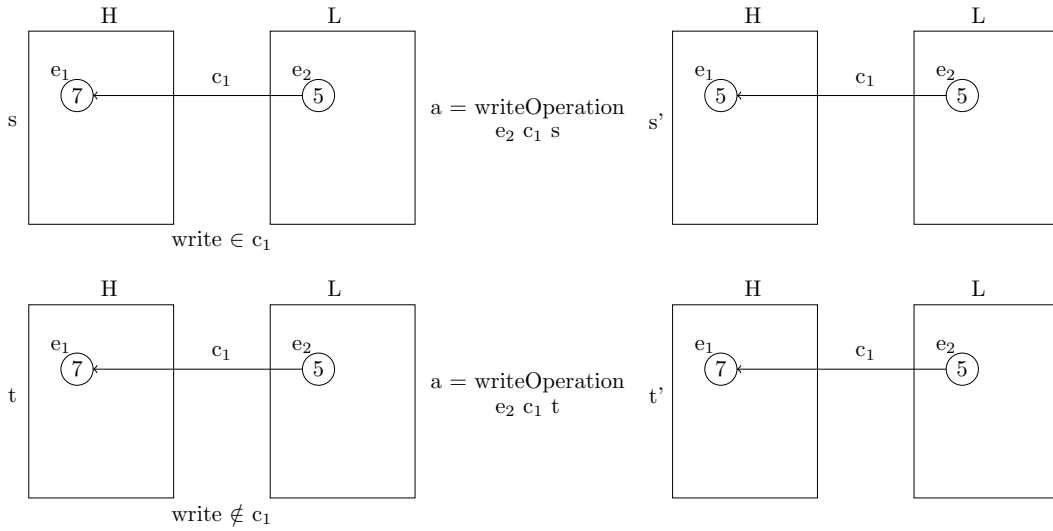 H L H L
e₁ c₁ e₂ e₁ c₁ e₂
7 5 5 5
s a = writeOperation s'
e₂ c₁ s
write ∈ c₁
H L H L
e₁ c₁ e₂ e₁ c₁ e₂
7 5 7 5
t a = writeOperation t'
e₂ c₁ t
write ∉ c₁